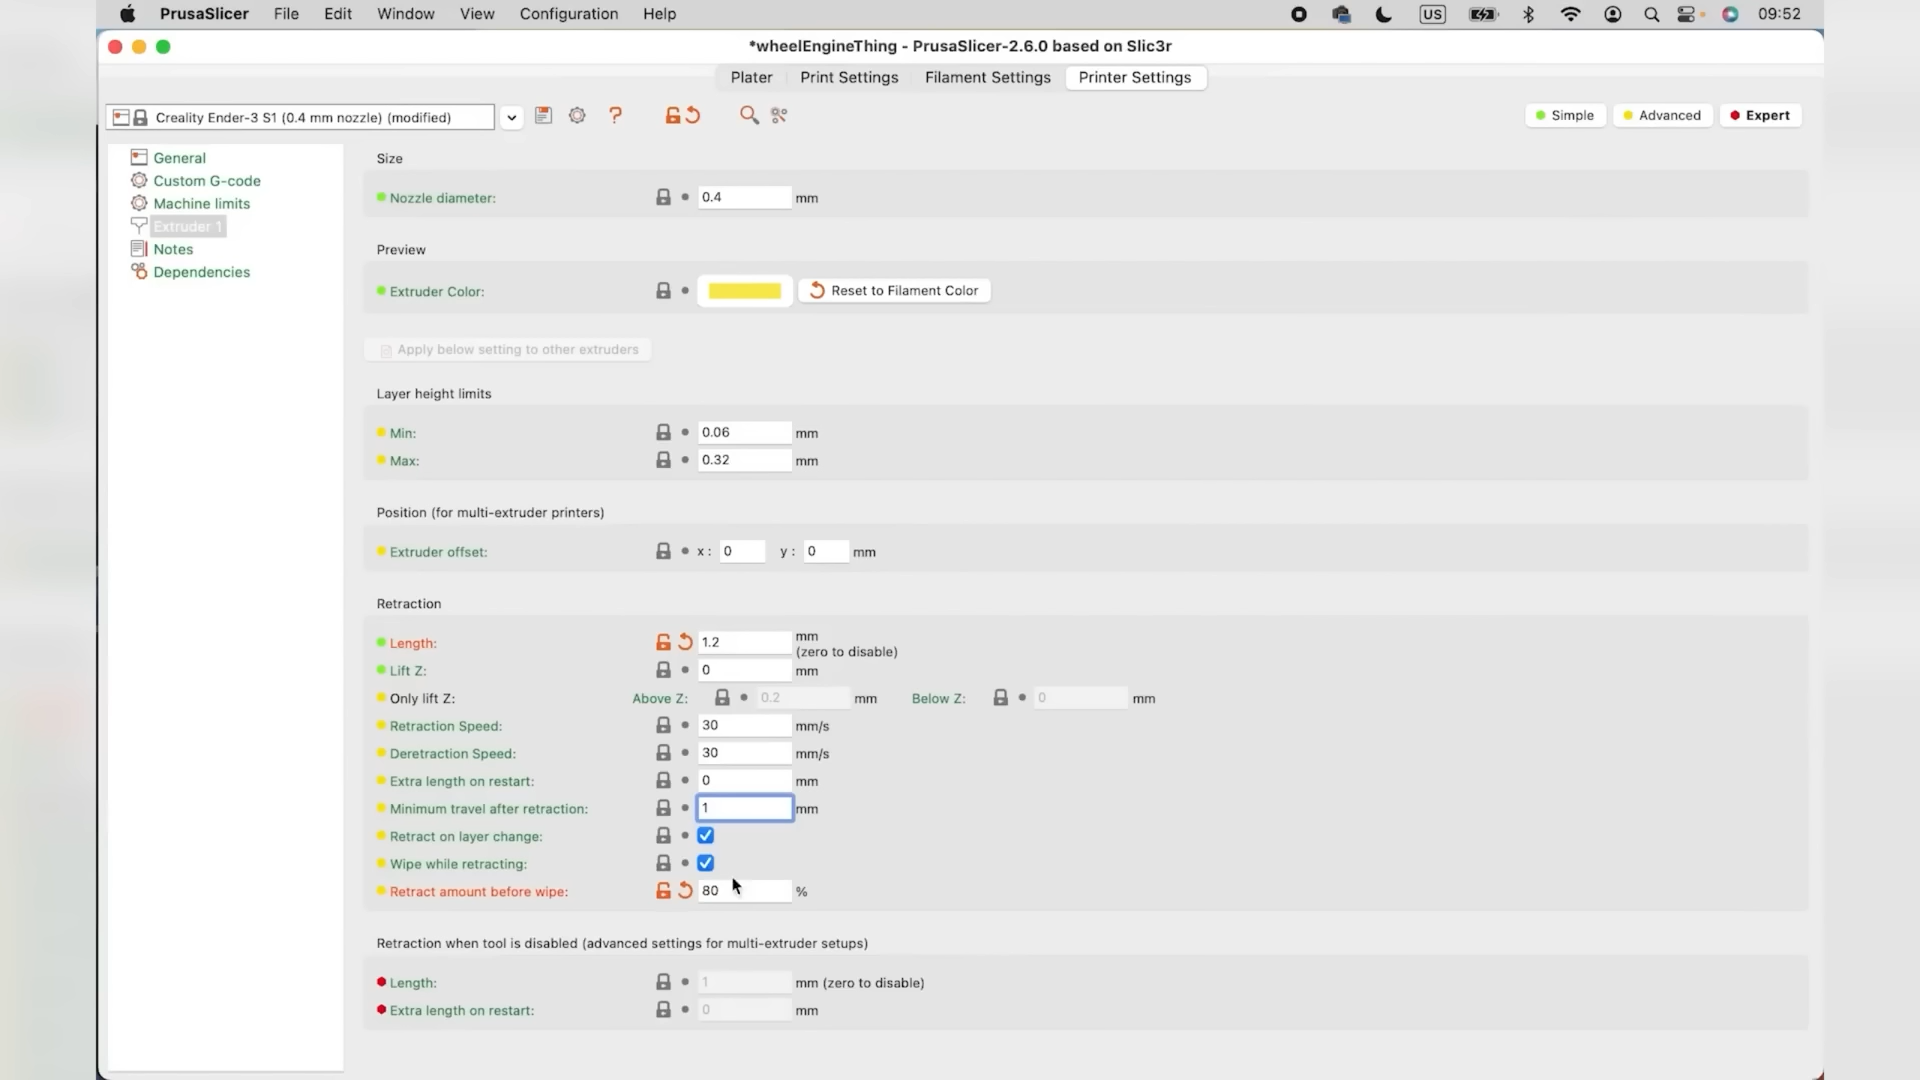 PrusaSlicer File Edit Window View Configuration Help US 09:52
*wheelEngineThing - PrusaSlicer-2.6.0 based on Slic3r
Plater Print Settings Filament Settings Printer Settings
Creality Ender-3 S1 (0.4 mm nozzle) (modified) ? Simple Advanced Expert
General
Custom G-code
Machine limits
Extruder 1
Notes
Dependencies
Size
Nozzle diameter: 0.4 mm
Preview
Extruder Color: Reset to Filament Color
Apply below setting to other extruders
Layer height limits
Min: 0.06 mm
Max: 0.32 mm
Position (for multi-extruder printers)
Extruder offset: x: 0 y: 0 mm
Retraction
Length: 1.2 mm
(zero to disable)
Lift Z: 0 mm
Only lift Z: Above Z: 0.2 mm Below Z: 0 mm
Retraction Speed: 30 mm/s
Deretraction Speed: 30 mm/s
Extra length on restart: 0 mm
Minimum travel after retraction: 1 mm
Retract on layer change:
Wipe while retracting:
Retract amount before wipe: 80 %
Retraction when tool is disabled (advanced settings for multi-extruder setups)
Length: 1 mm (zero to disable)
Extra length on restart: 0 mm